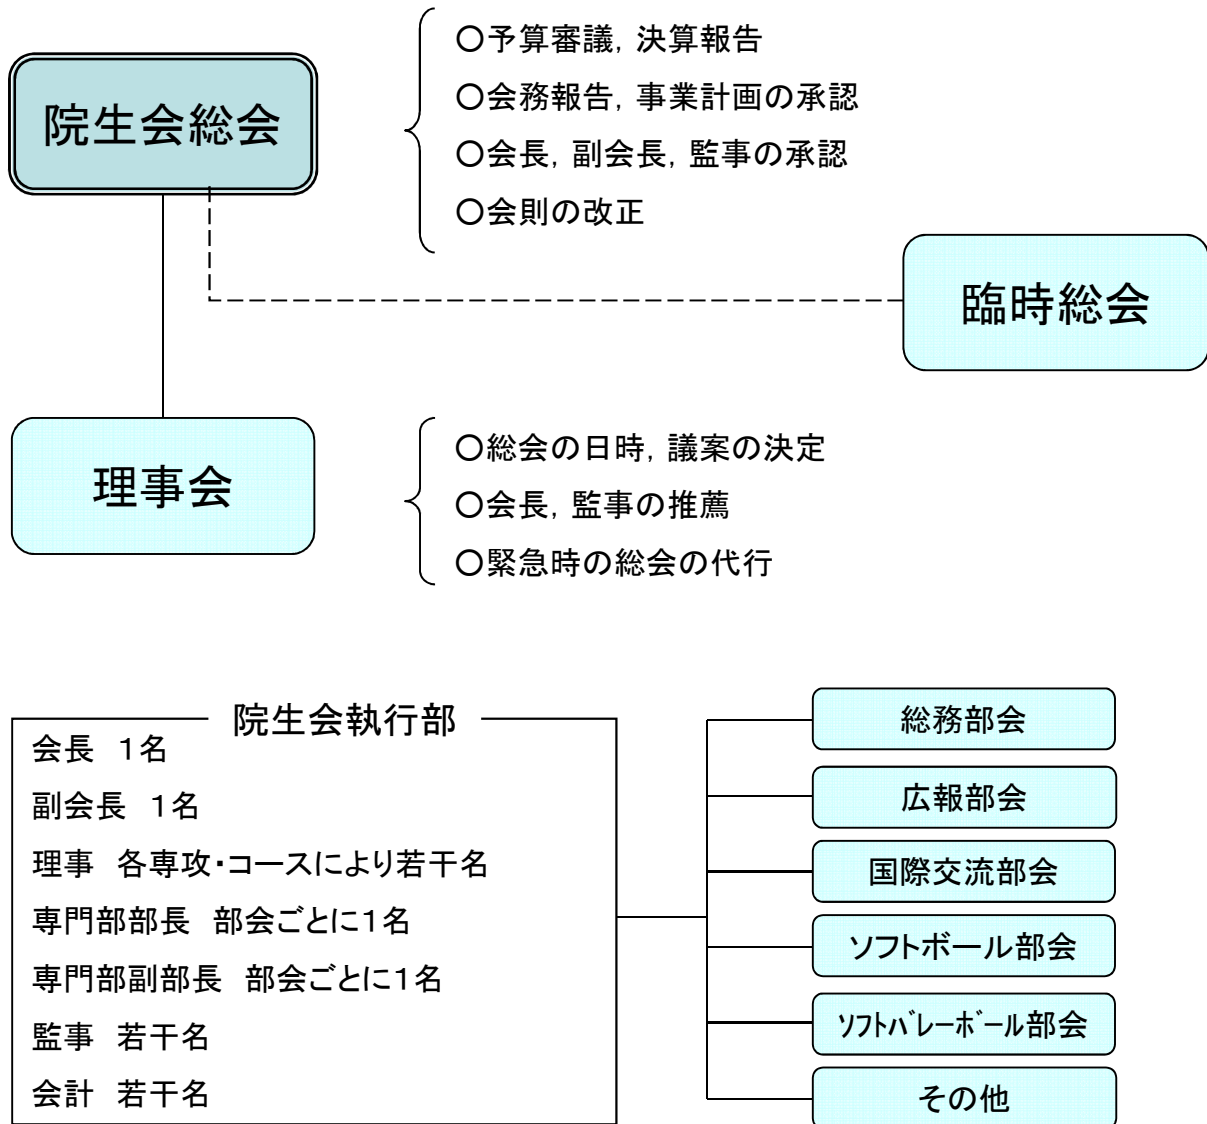 院生会総会
○予算審議, 決算報告
○会務報告, 事業計画の承認
○会長, 副会長, 監事の承認
○会則の改正
臨時総会
理事会
○総会の日時, 議案の決定
○会長, 監事の推薦
○緊急時の総会の代行
院生会執行部
会長　1名
副会長　1名
理事　各専攻・コースにより若干名
専門部部長　部会ごとに1名
専門部副部長　部会ごとに1名
監事　若干名
会計　若干名
総務部会
広報部会
国際交流部会
ソフトボール部会
ｿﾌﾄﾊﾞﾚｰﾎﾞｰﾙ部会
その他